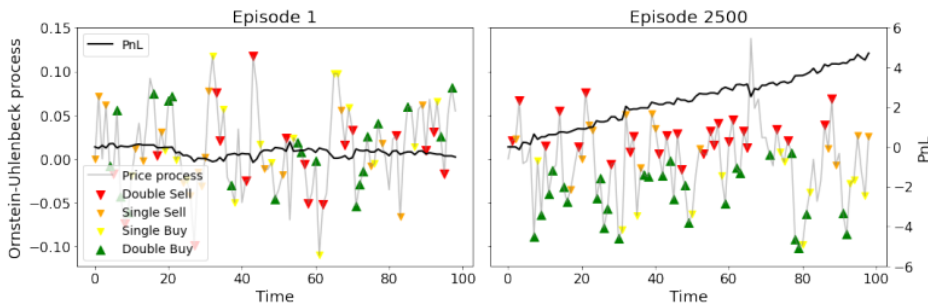 Episode 1
Episode 2500
Ornstein-Uhlenbeck process
0.15
0.10
0.05
0.00
−0.05
−0.10
PnL
Price process
Double Sell
Single Sell
Single Buy
Double Buy
0 20 40 60 80 100
Time
0 20 40 60 80 100
Time
6
4
2
0
−2
−4
−6
PnL